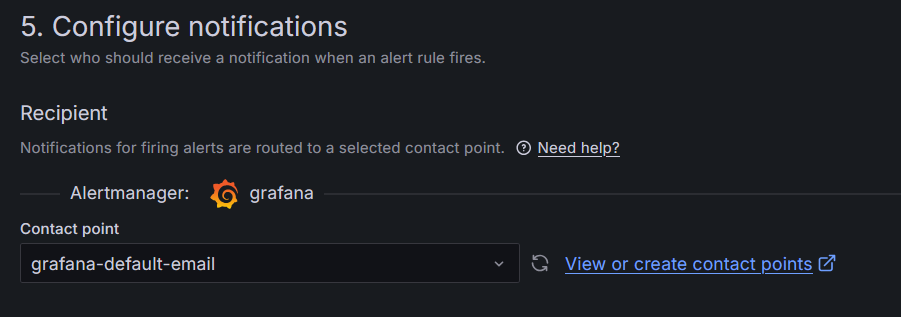 5. Configure notifications
Select who should receive a notification when an alert rule fires.
Recipient
Notifications for firing alerts are routed to a selected contact point. Need help?
Alertmanager: grafana
Contact point
grafana-default-email
View or create contact points